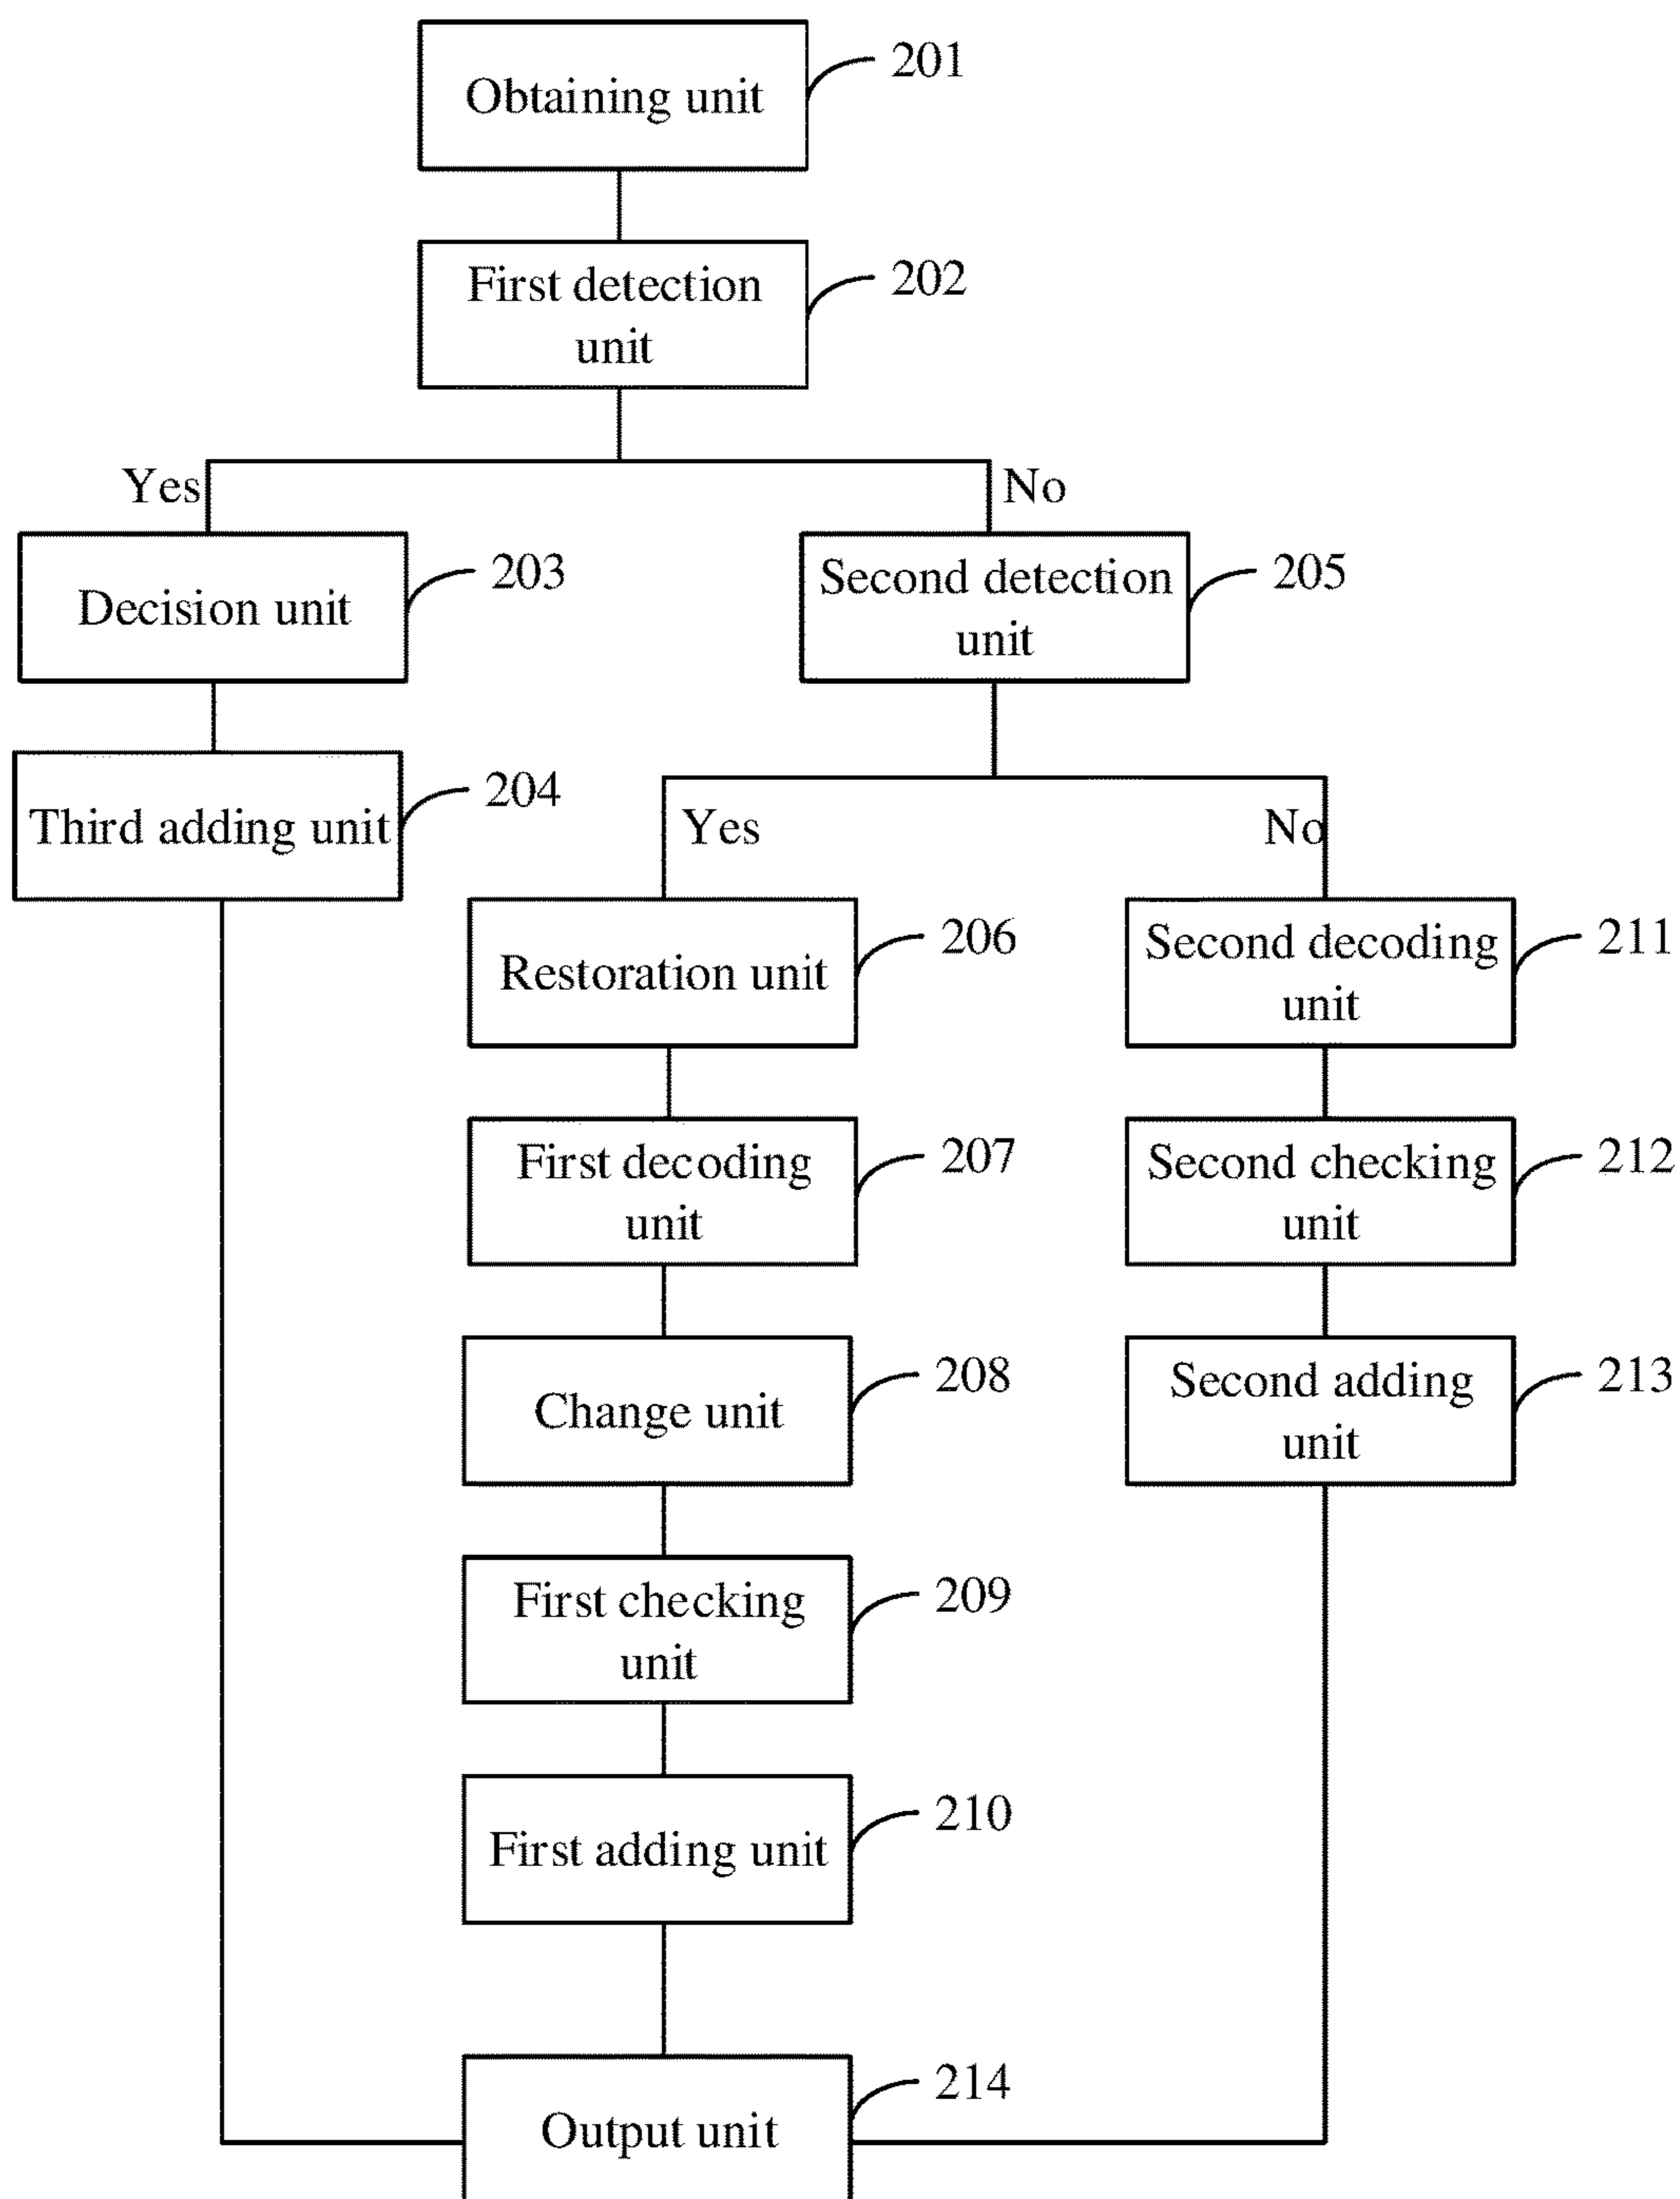 Obtaining unit
201
First detection
unit
202
Yes
No
Decision unit
203
Second detection
unit
205
Third adding unit
204
Yes
No
Restoration unit
206
Second decoding
unit
211
First decoding
unit
207
Second checking
unit
212
Change unit
208
Second adding
unit
213
First checking
unit
209
First adding unit
210
Output unit
214